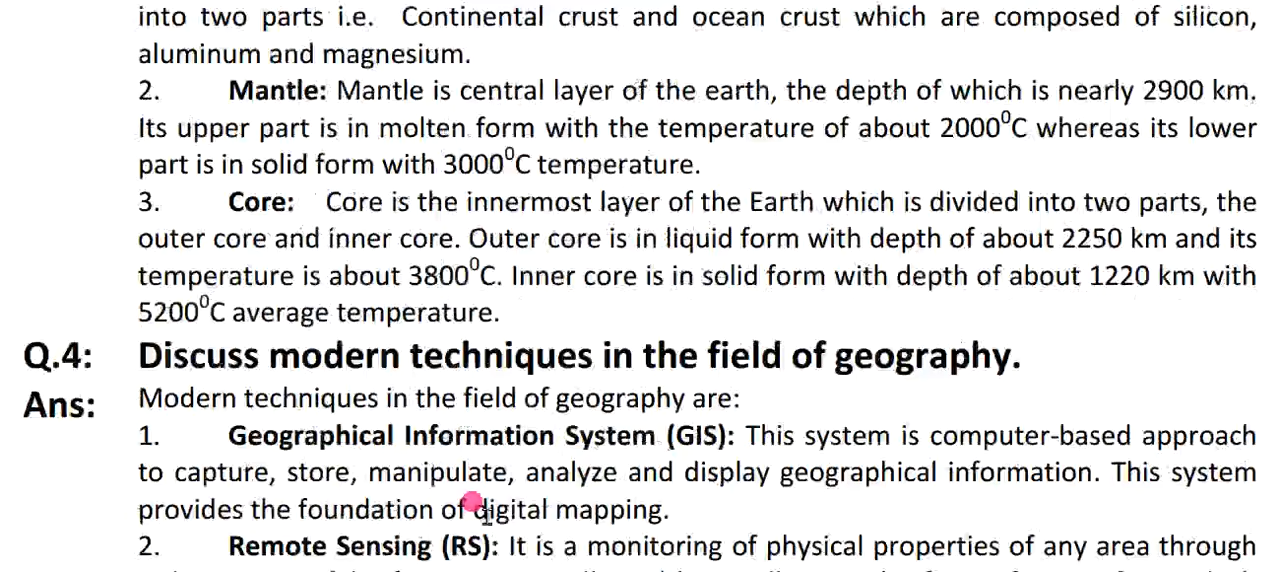 into two parts i.e. Continental crust and ocean crust which are composed of silicon,
aluminum and magnesium.
2. Mantle: Mantle is central layer of the earth, the depth of which is nearly 2900 km.
Its upper part is in molten form with the temperature of about 2000⁰C whereas its lower
part is in solid form with 3000⁰C temperature.
3. Core: Core is the innermost layer of the Earth which is divided into two parts, the
outer core and inner core. Outer core is in liquid form with depth of about 2250 km and its
temperature is about 3800⁰C. Inner core is in solid form with depth of about 1220 km with
5200⁰C average temperature.
Q.4: Discuss modern techniques in the field of geography.
Ans: Modern techniques in the field of geography are:
1. Geographical Information System (GIS): This system is computer-based approach
to capture, store, manipulate, analyze and display geographical information. This system
provides the foundation of digital mapping.
2. Remote Sensing (RS): It is a monitoring of physical properties of any area through